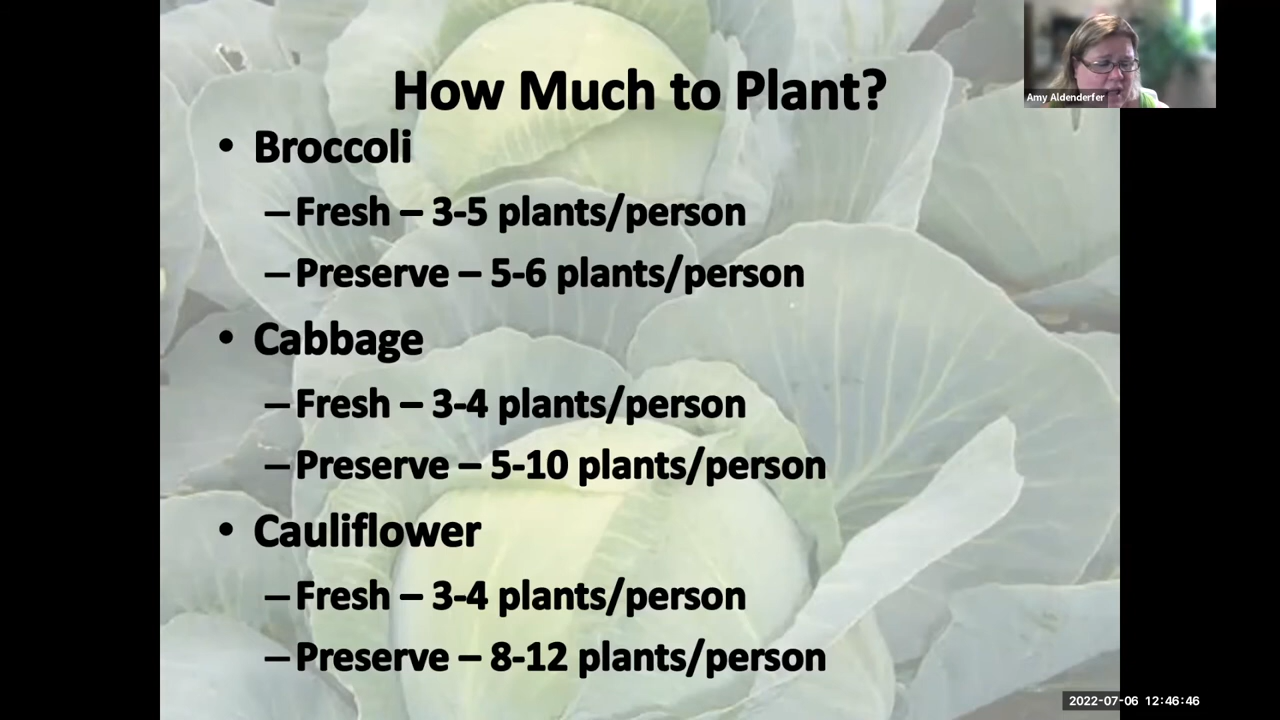 How Much to Plant?
• Broccoli
– Fresh – 3-5 plants/person
– Preserve – 5-6 plants/person
• Cabbage
– Fresh – 3-4 plants/person
– Preserve – 5-10 plants/person
• Cauliflower
– Fresh – 3-4 plants/person
– Preserve – 8-12 plants/person
Amy Aldenderfer
2022-07-06 12:46:46